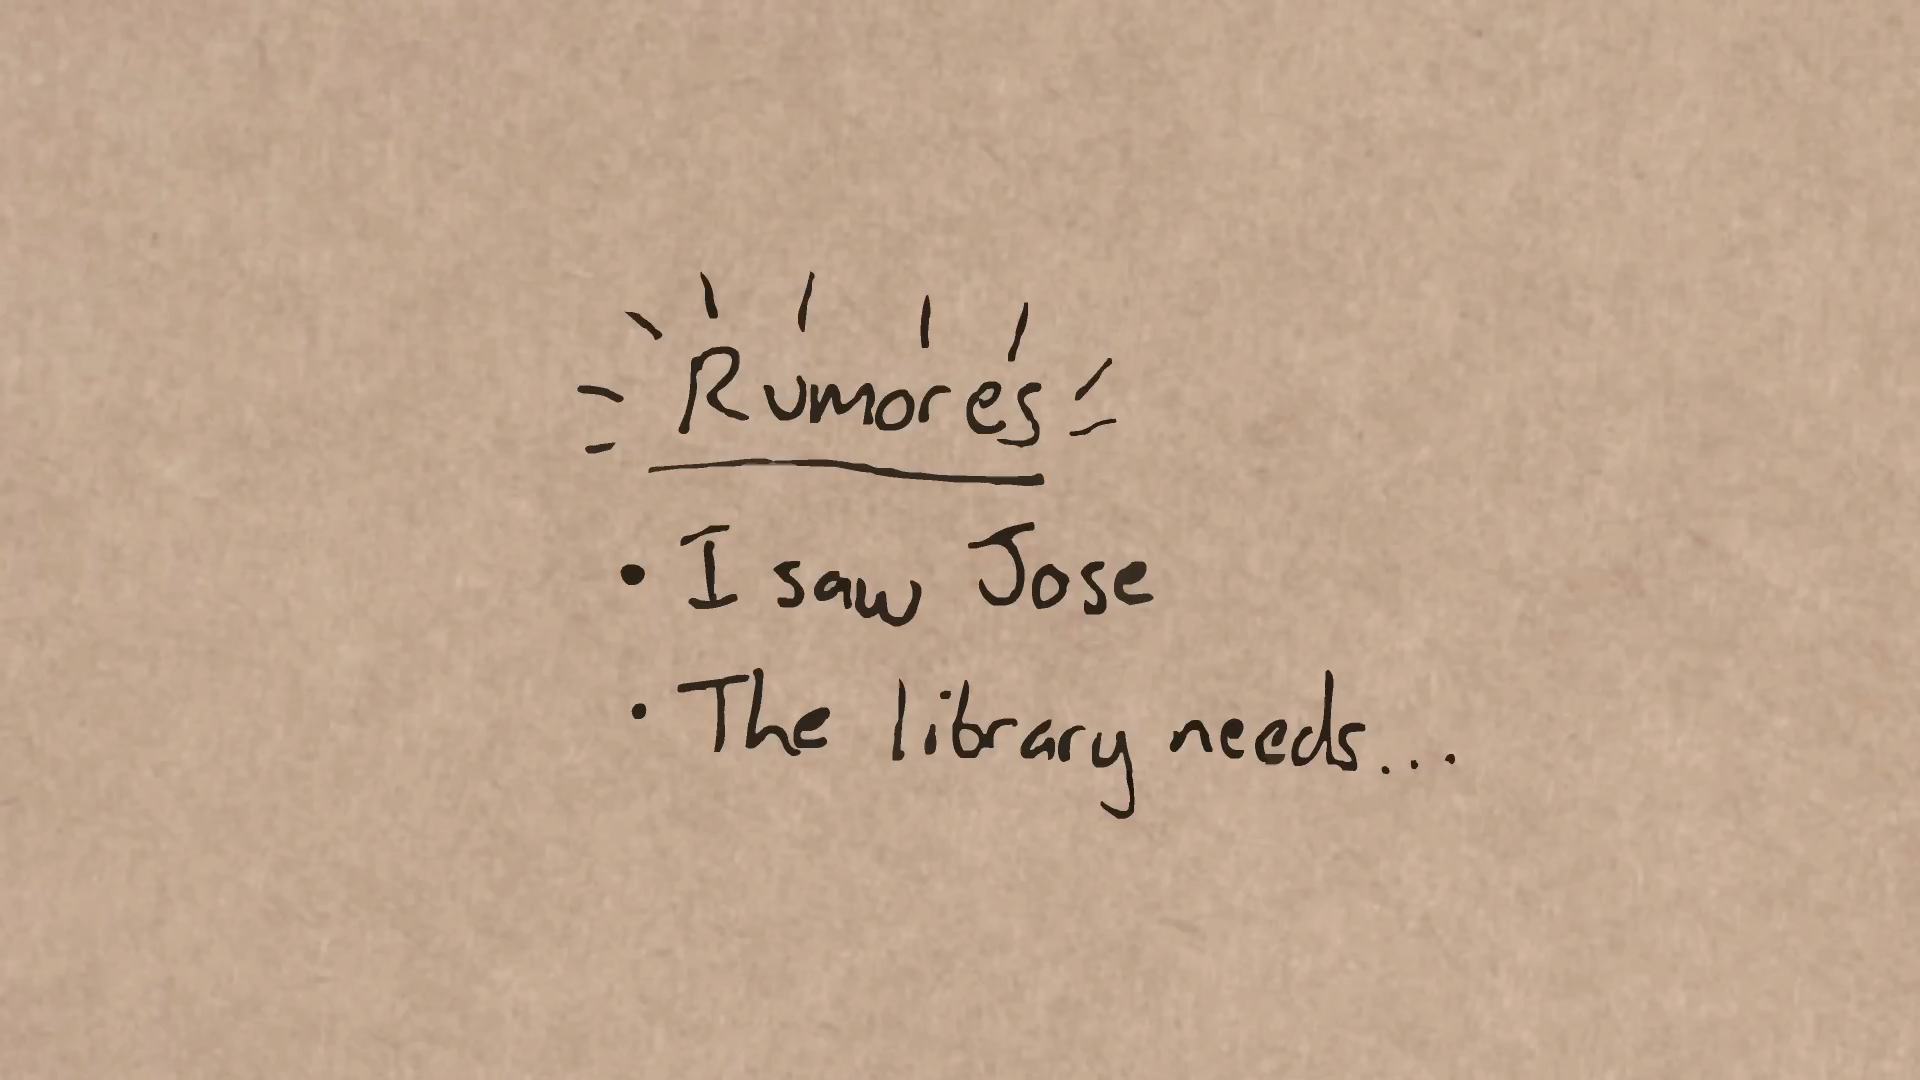 Rumores
• I saw Jose
• The library needs...